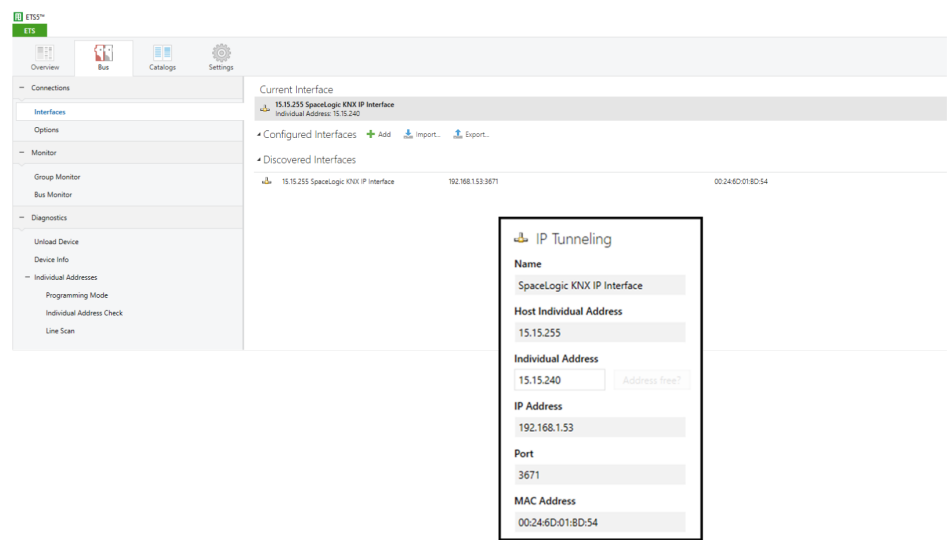 ETS5™
ETS
Overview
Bus
Catalogs
Settings
Connections
Interfaces
Options
Monitor
Group Monitor
Bus Monitor
Diagnostics
Unload Device
Device Info
Individual Addresses
Programming Mode
Individual Address Check
Line Scan
Current Interface
15.15.255 SpaceLogic KNX IP Interface
Individual Address: 15.15.240
Configured Interfaces Add Import... Export...
Discovered Interfaces
15.15.255 SpaceLogic KNX IP Interface 192.168.1.53:3671 00:24:6D:01:BD:54
IP Tunneling
Name
SpaceLogic KNX IP Interface
Host Individual Address
15.15.255
Individual Address
15.15.240 Address free?
IP Address
192.168.1.53
Port
3671
MAC Address
00:24:6D:01:BD:54